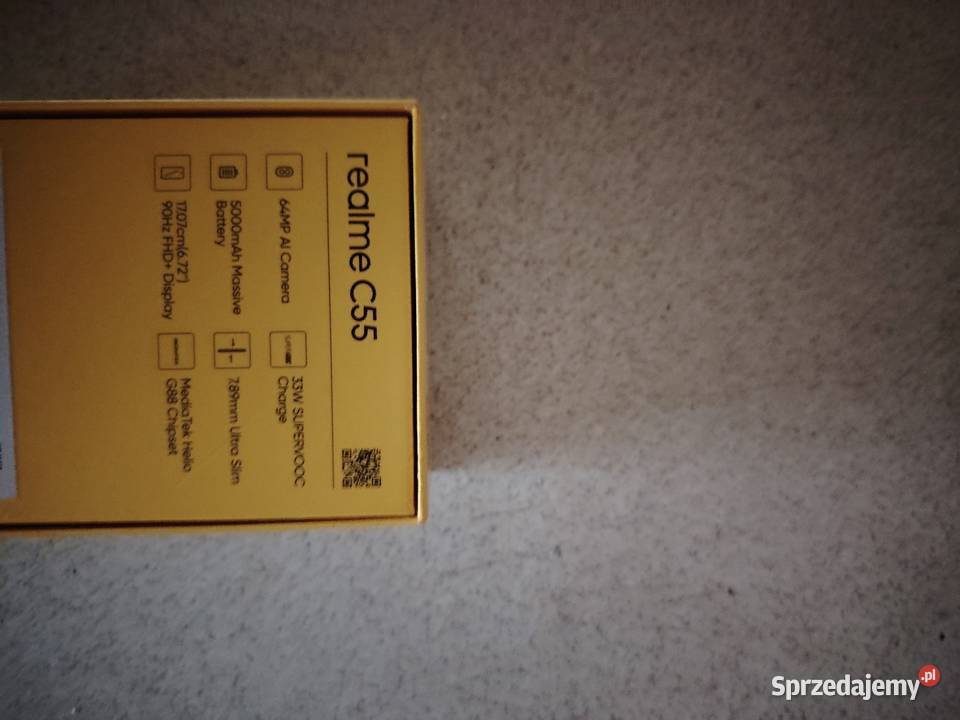 realme C55
64MP AI Camera
33W SUPERVOOC
Charge
5000mAh Massive
Battery
7.89mm Ultra Slim
17.07cm(6.72")
90Hz FHD+ Display
MediaTek Helio
G88 Chipset
Sprzedajemy.pl